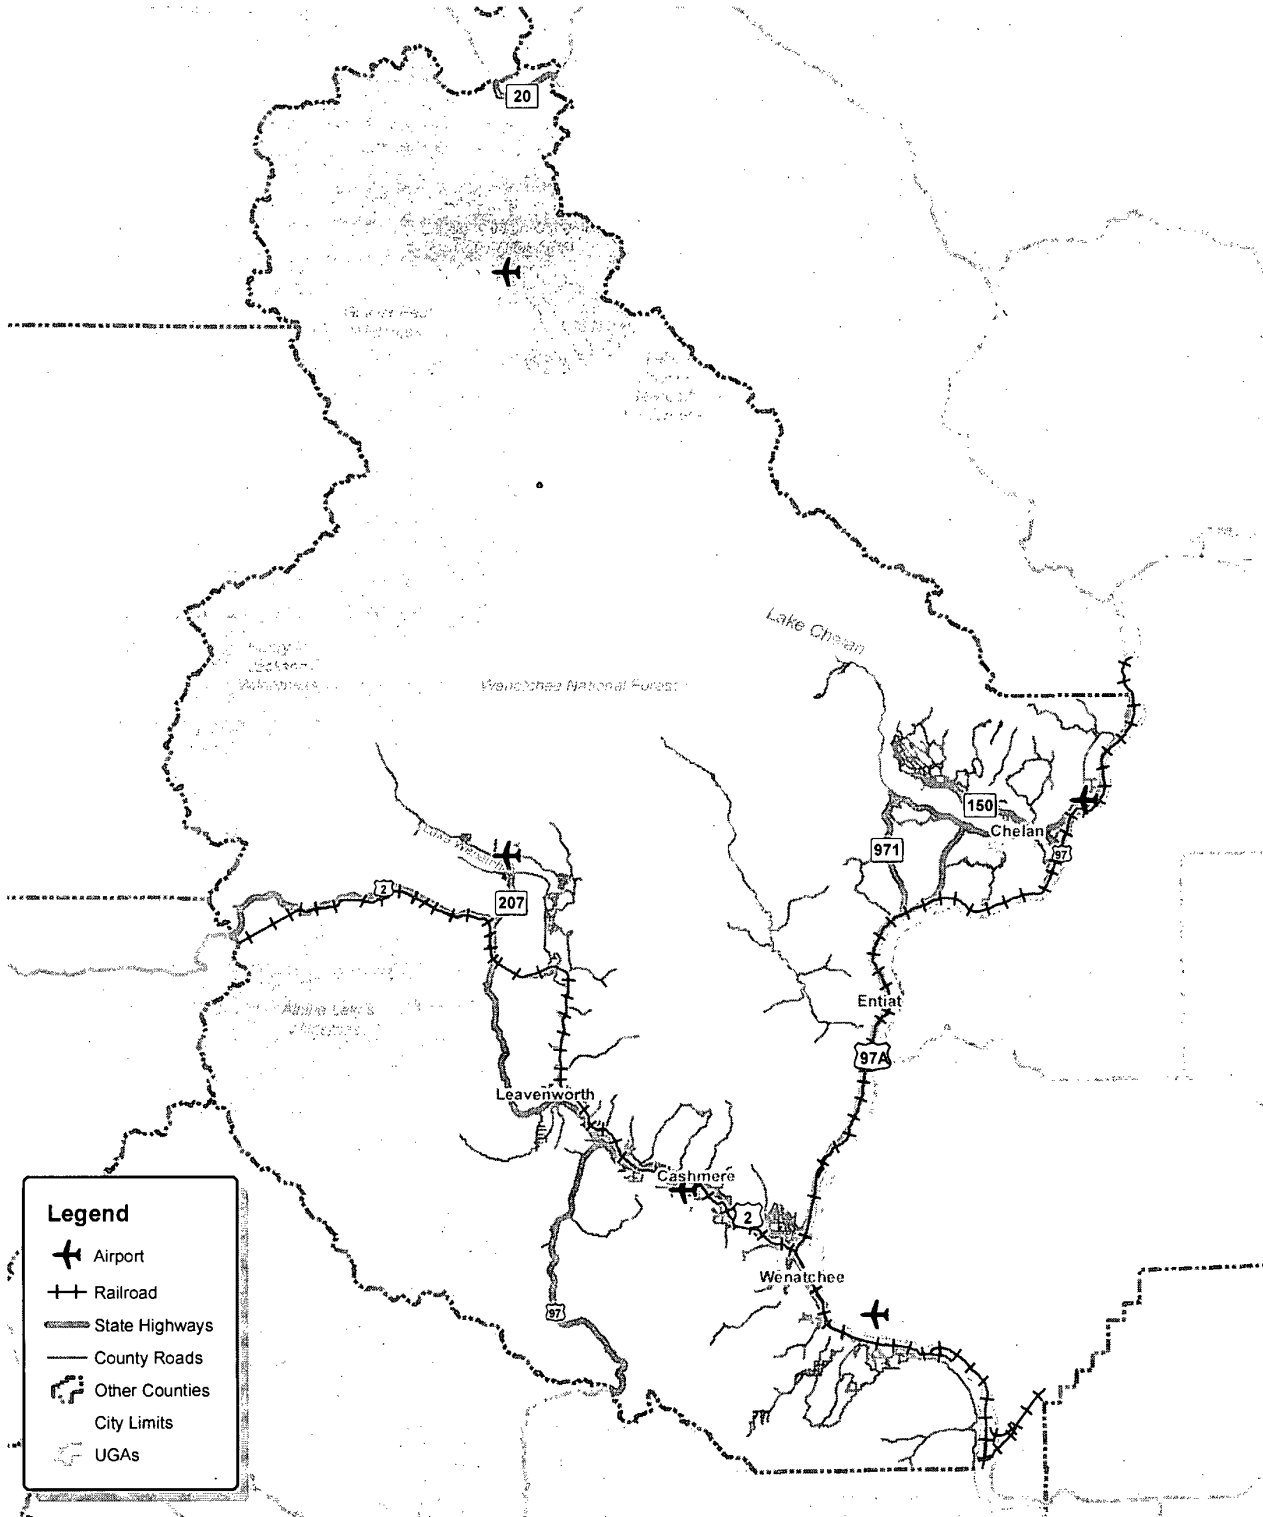 20
Lake Chelan
Wenatchee National Forest
150
Chelan
971
97
2
207
Entiat
97A
Leavenworth
Cashmere
2
Wenatchee
97
Legend
Airport
Railroad
State Highways
County Roads
Other Counties
City Limits
UGAs